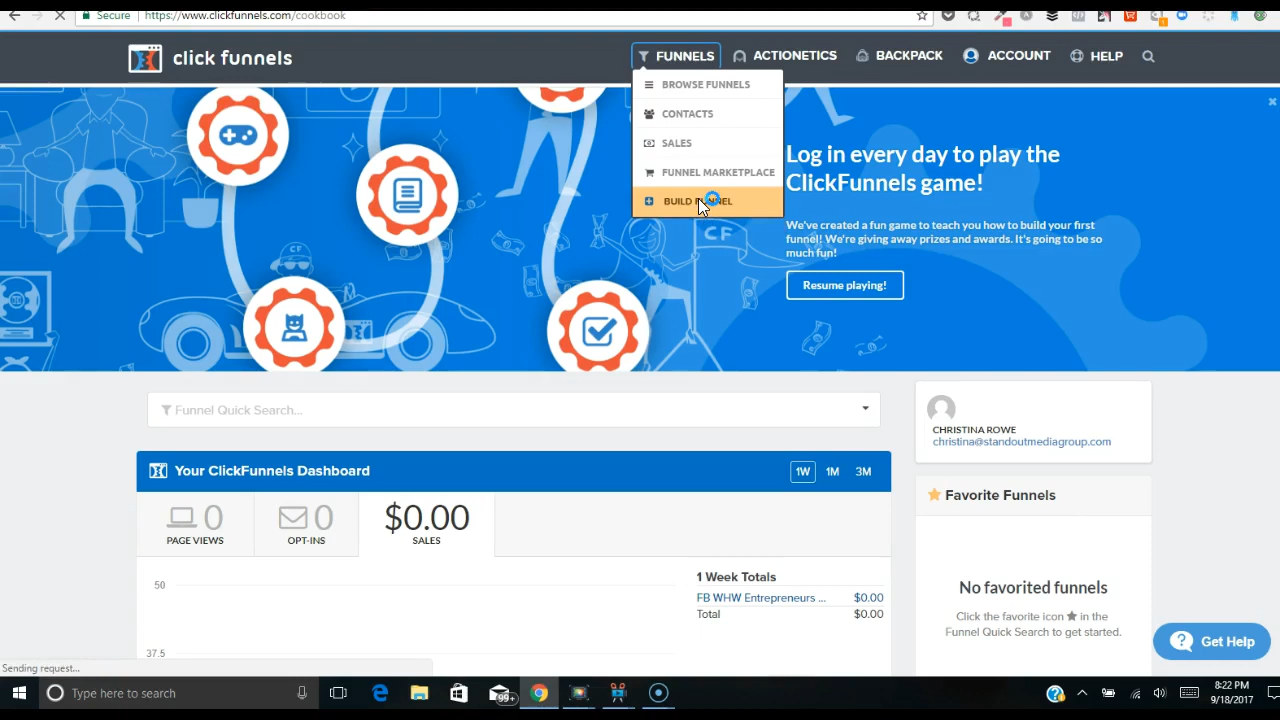 Secure
https://www.clickfunnels.com/cookbook
click funnels
FUNNELS
ACTIONETICS
BACKPACK
ACCOUNT
HELP
BROWSE FUNNELS
CONTACTS
SALES
FUNNEL MARKETPLACE
BUILD FUNNEL
CF
CF
Log in every day to play the
ClickFunnels game!
We've created a fun game to teach you how to build your first
funnel! We're giving away prizes and awards. It's going to be so
much fun!
Resume playing!
Funnel Quick Search...
CHRISTINA ROWE
christina@standoutmediagroup.com
Your ClickFunnels Dashboard
1W
1M
3M
0
PAGE VIEWS
0
OPT-INS
$0.00
SALES
Favorite Funnels
50
1 Week Totals
FB WHW Entrepreneurs ... $0.00
Total $0.00
37.5
No favorited funnels
Click the favorite icon ★ in the
Funnel Quick Search to get started.
Get Help
Sending request...
Type here to search
99+
8:22 PM
9/18/2017